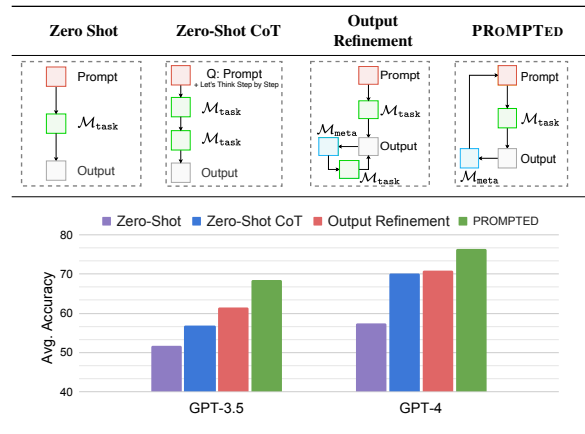 Zero Shot
Zero-Shot CoT
Output
Refinement
PROMPTED
Prompt
M_task
Output
Q: Prompt
+ Let's Think Step by Step
M_task
M_task
Output
Prompt
M_task
M_meta
Output
M_task
Prompt
M_task
Output
M_meta
Zero-Shot Zero-Shot CoT Output Refinement PROMPTED
Avg. Accuracy
80
70
60
50
40
GPT-3.5 GPT-4